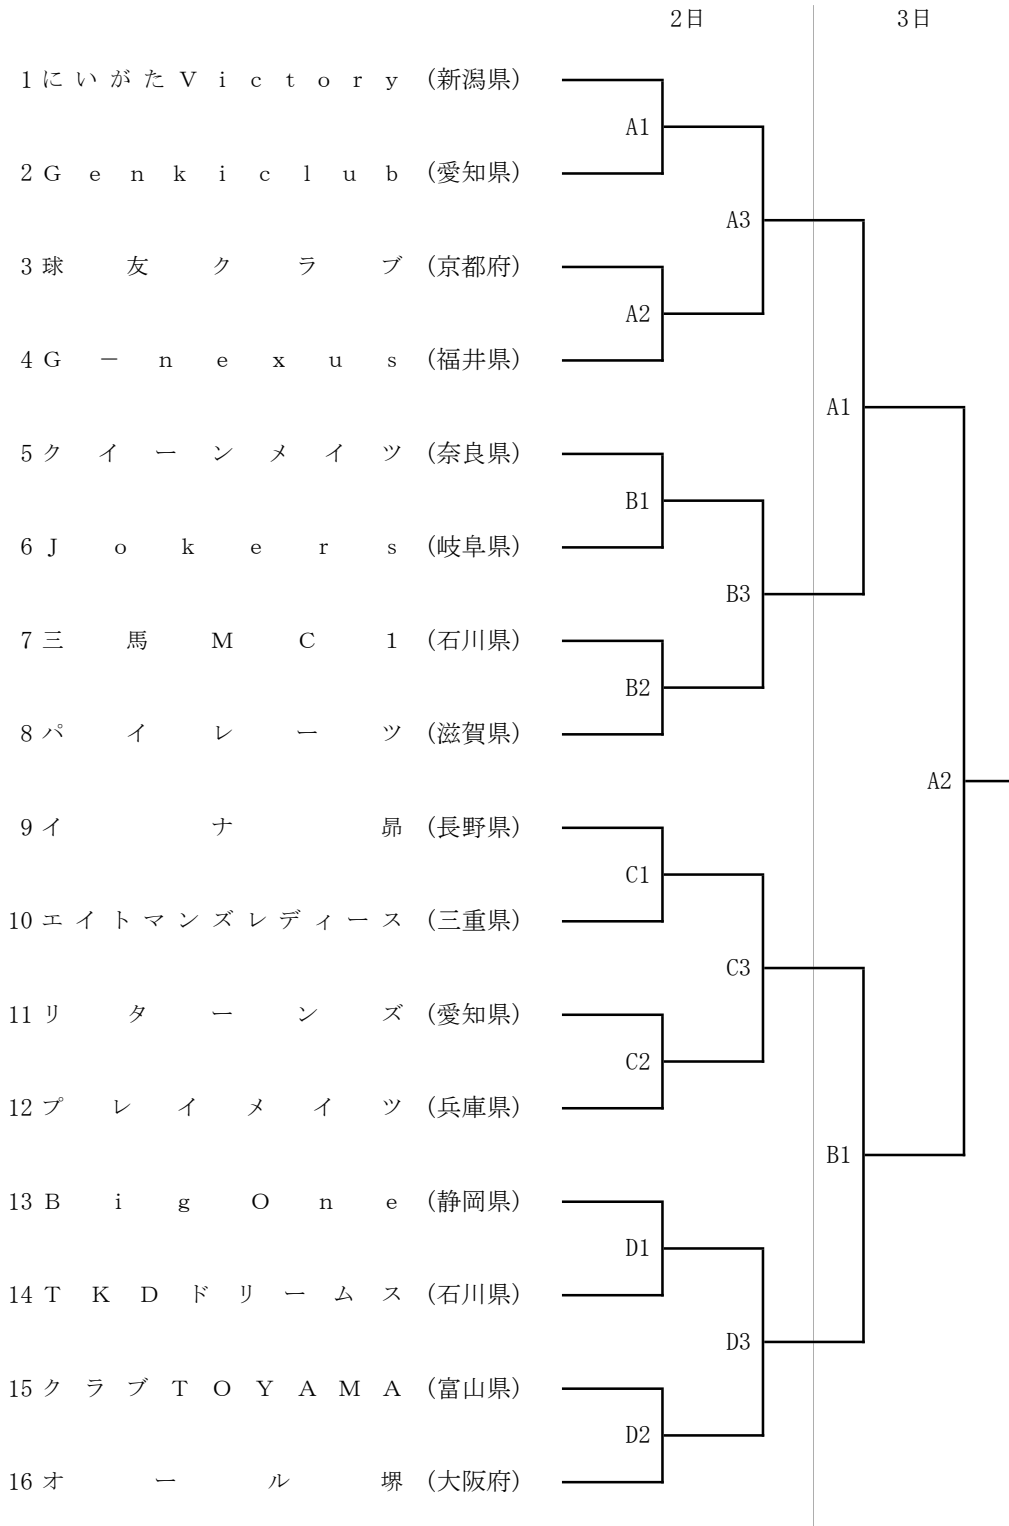 2日 3日
1 にいがたＶｉｃｔｏｒｙ (新潟県)
A1
2 Ｇｅｎｋｉｃｌｕｂ (愛知県)
A3
3 球友クラブ (京都府)
A2
4 Ｇ－ｎｅｘｕｓ (福井県)
A1
5 クイーンメイツ (奈良県)
B1
6 Ｊｏｋｅｒｓ (岐阜県)
B3
7 三馬ＭＣ１ (石川県)
B2
8 パイレーツ (滋賀県)
A2
9 イナ昴 (長野県)
C1
10 エイトマンズレディース (三重県)
C3
11 リターンズ (愛知県)
C2
12 プレイメイツ (兵庫県)
B1
13 ＢｉｇＯｎｅ (静岡県)
D1
14 ＴＫＤドリームス (石川県)
D3
15 クラブＴＯＹＡＭＡ (富山県)
D2
16 オール堺 (大阪府)